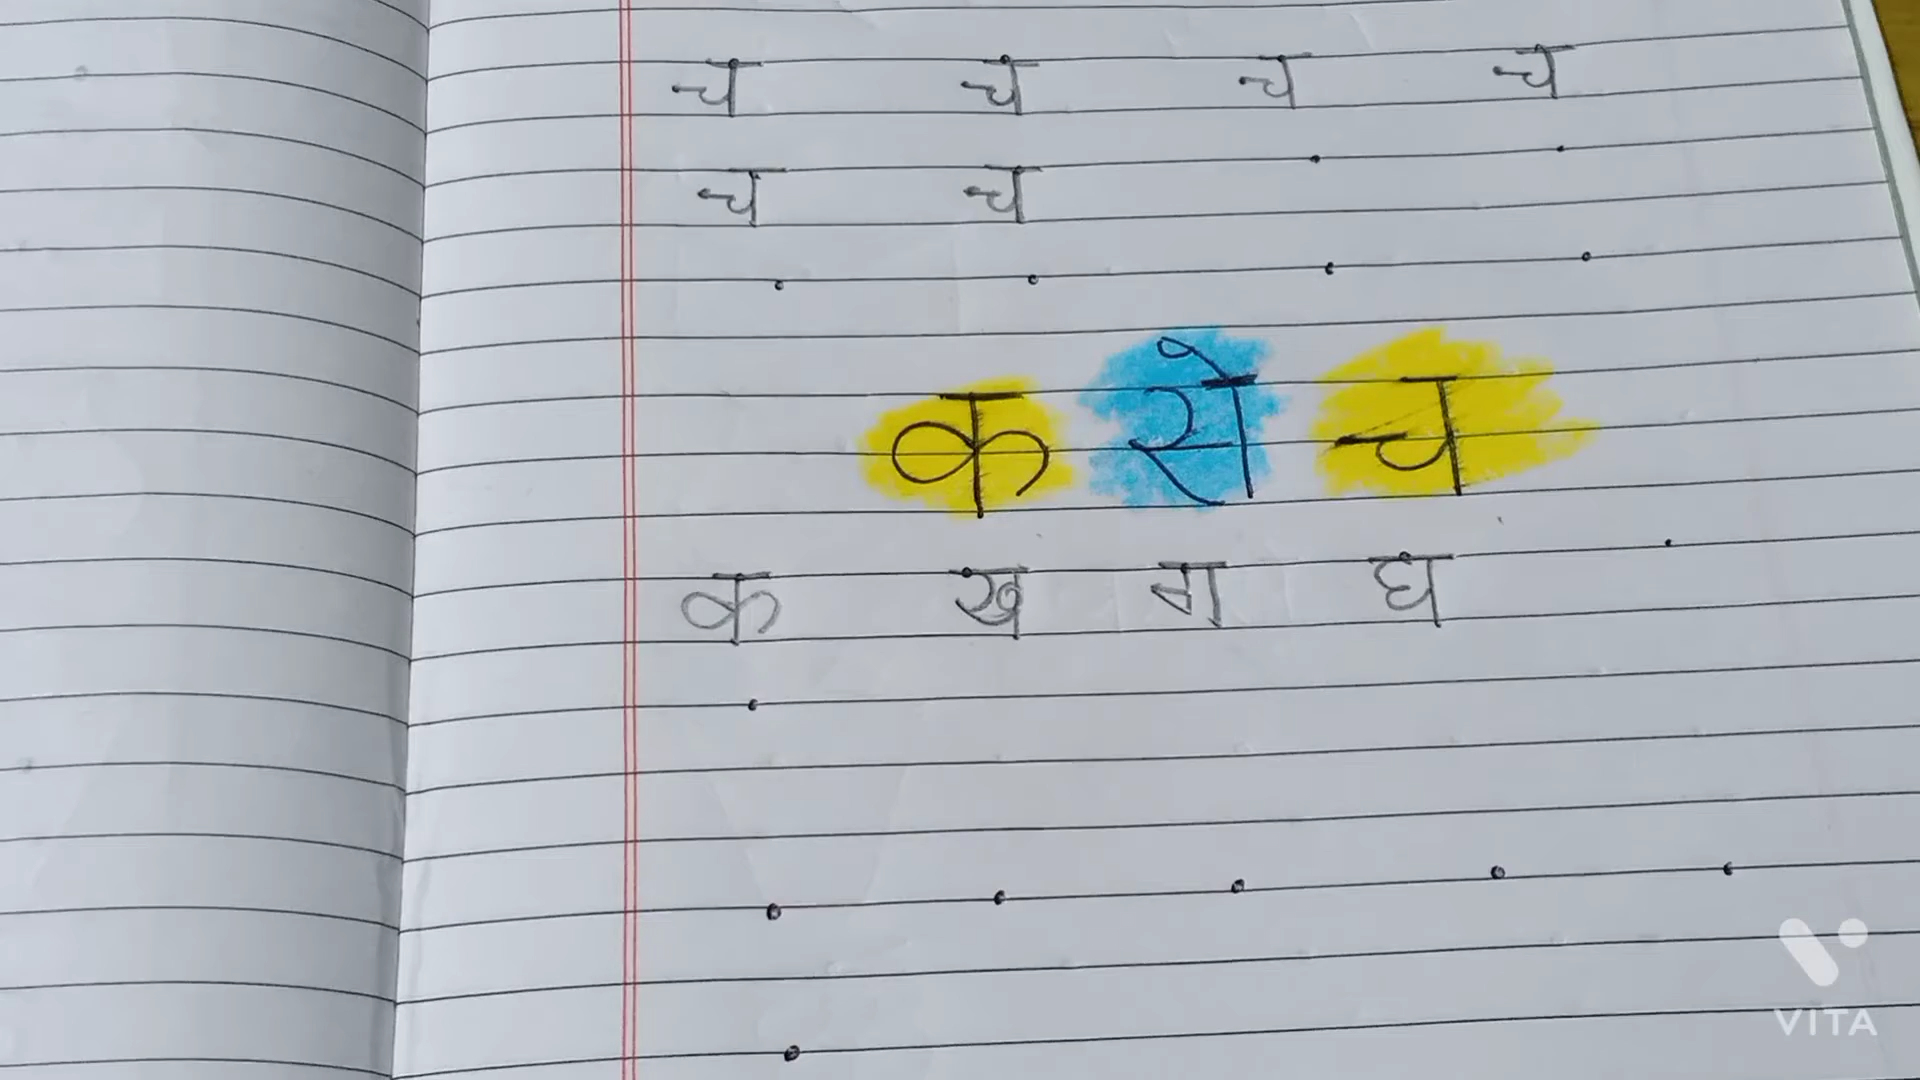 च च च च
च च
क से च
क ख ग घ
VITA